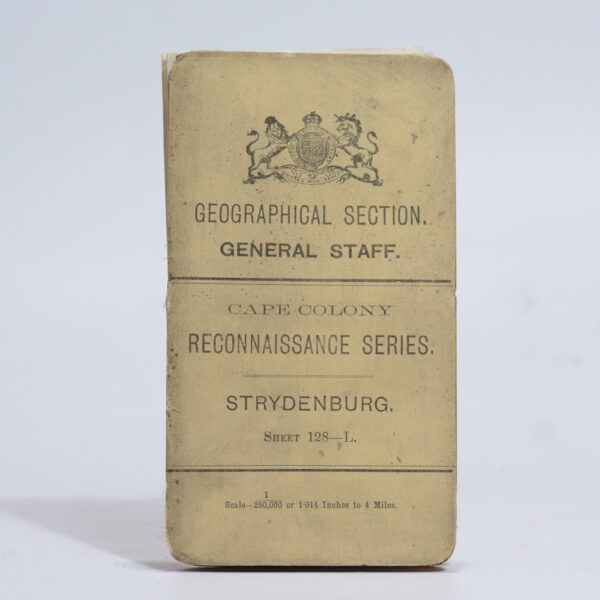 GEOGRAPHICAL SECTION.
GENERAL STAFF.
CAPE COLONY
RECONNAISSANCE SERIES.
STRYDENBURG.
SHEET 128—L.
Scale—1/250,000 or 1·014 Inches to 4 Miles.